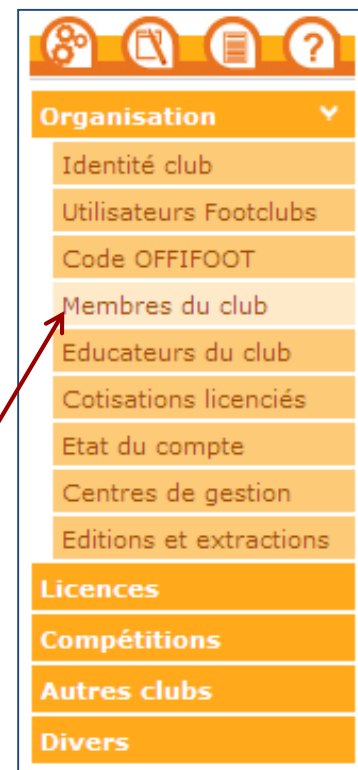 ?
Organisation
Identité club
Utilisateurs Footclubs
Code OFFIFOOT
Membres du club
Educateurs du club
Cotisations licenciés
Etat du compte
Centres de gestion
Editions et extractions
Licences
Compétitions
Autres clubs
Divers